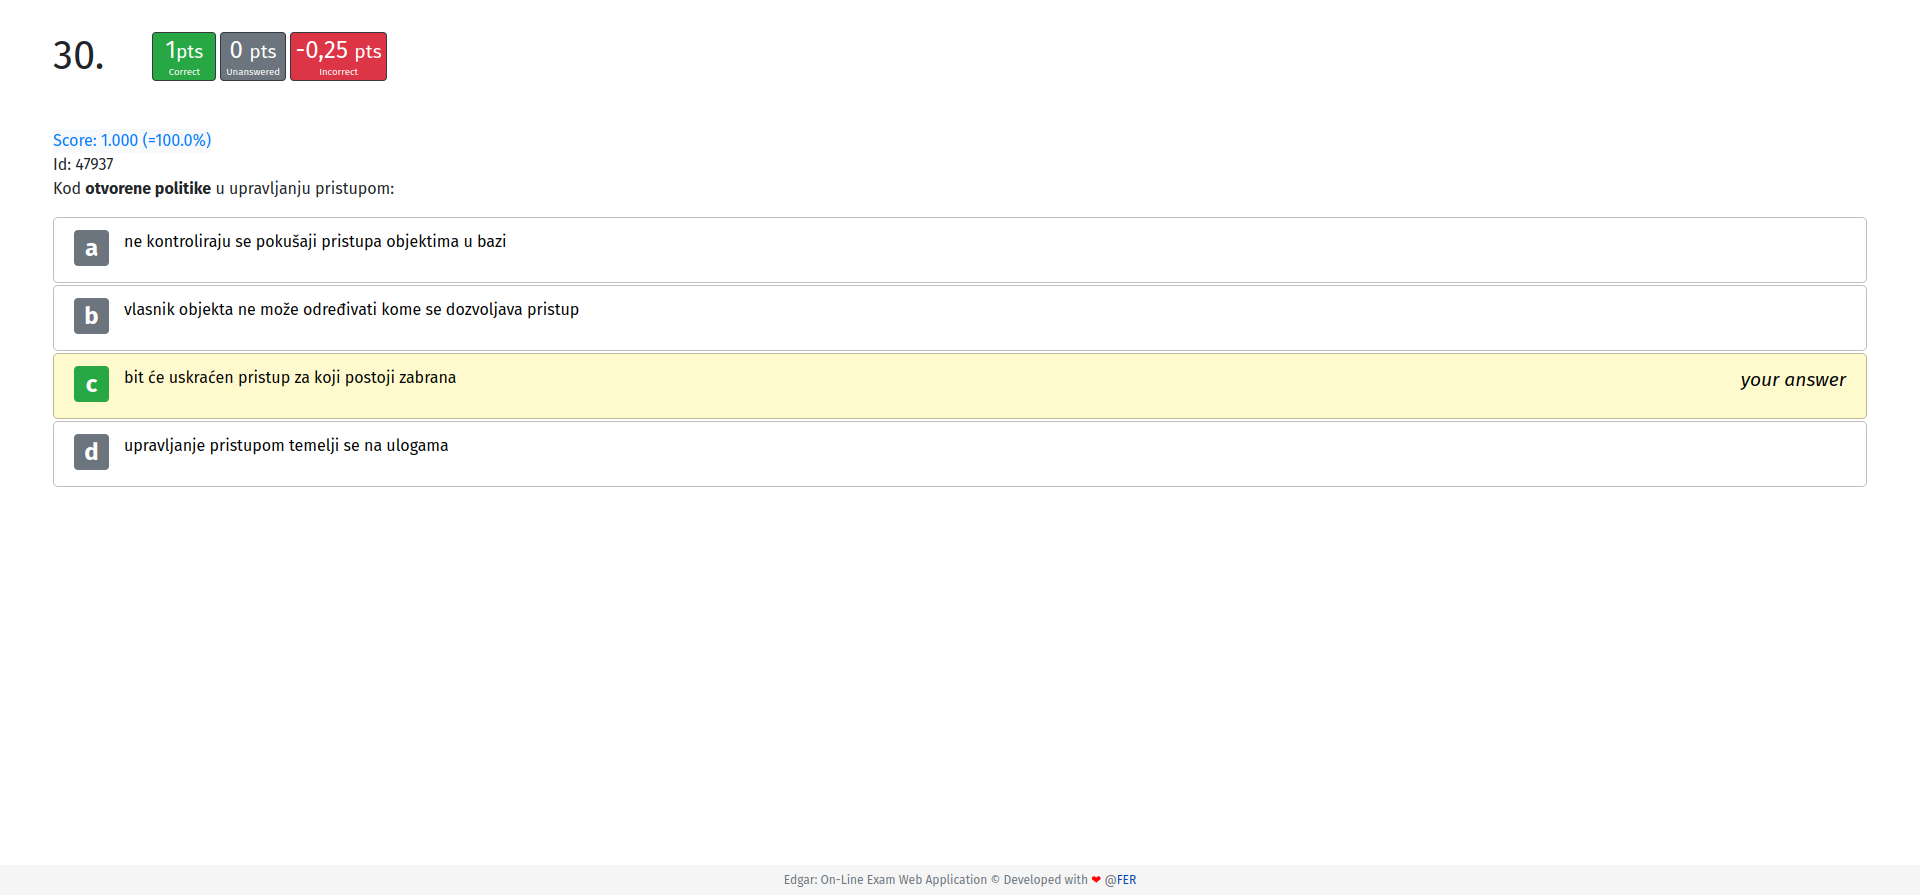 30.
1pts
Correct
0 pts
Unanswered
-0,25 pts
Incorrect
Score: 1.000 (=100.0%)
Id: 47937
Kod otvorene politike u upravljanju pristupom:
a ne kontroliraju se pokušaji pristupa objektima u bazi
b vlasnik objekta ne može određivati kome se dozvoljava pristup
c bit će uskraćen pristup za koji postoji zabrana your answer
d upravljanje pristupom temelji se na ulogama
Edgar: On-Line Exam Web Application © Developed with ❤ @FER